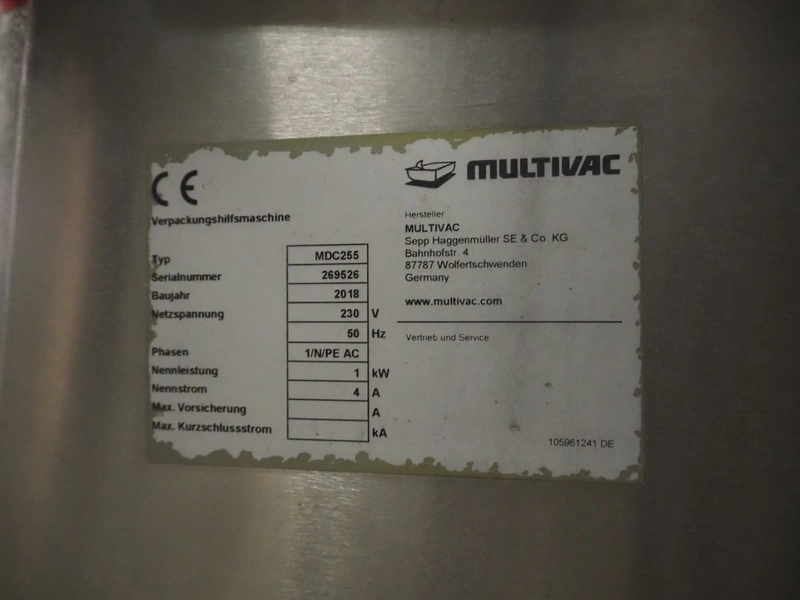 CE
Verpackungshilfsmaschine
Typ MDC255
Serialnummer 269526
Baujahr 2018
Netzspannung 230 V
50 Hz
Phasen 1/N/PE AC
Nennleistung 1 kW
Nennstrom 4 A
Max. Vorsicherung A
Max. Kurzschlussstrom kA
MULTIVAC
Hersteller
MULTIVAC
Sepp Haggenmüller SE & Co. KG
Bahnhofstr. 4
87787 Wolfertschwenden
Germany
www.multivac.com
Vertrieb und Service
105961241 DE